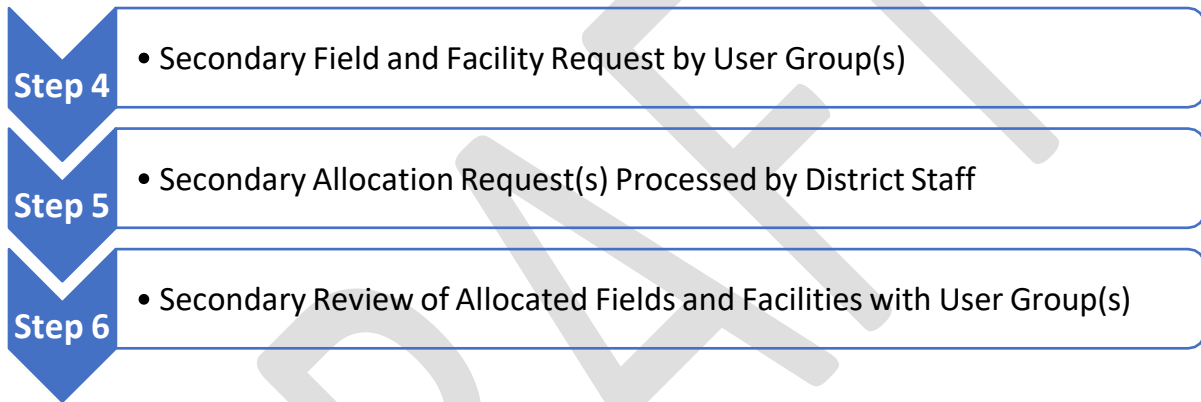 Step 4
• Secondary Field and Facility Request by User Group(s)
Step 5
• Secondary Allocation Request(s) Processed by District Staff
Step 6
• Secondary Review of Allocated Fields and Facilities with User Group(s)
DRAFT